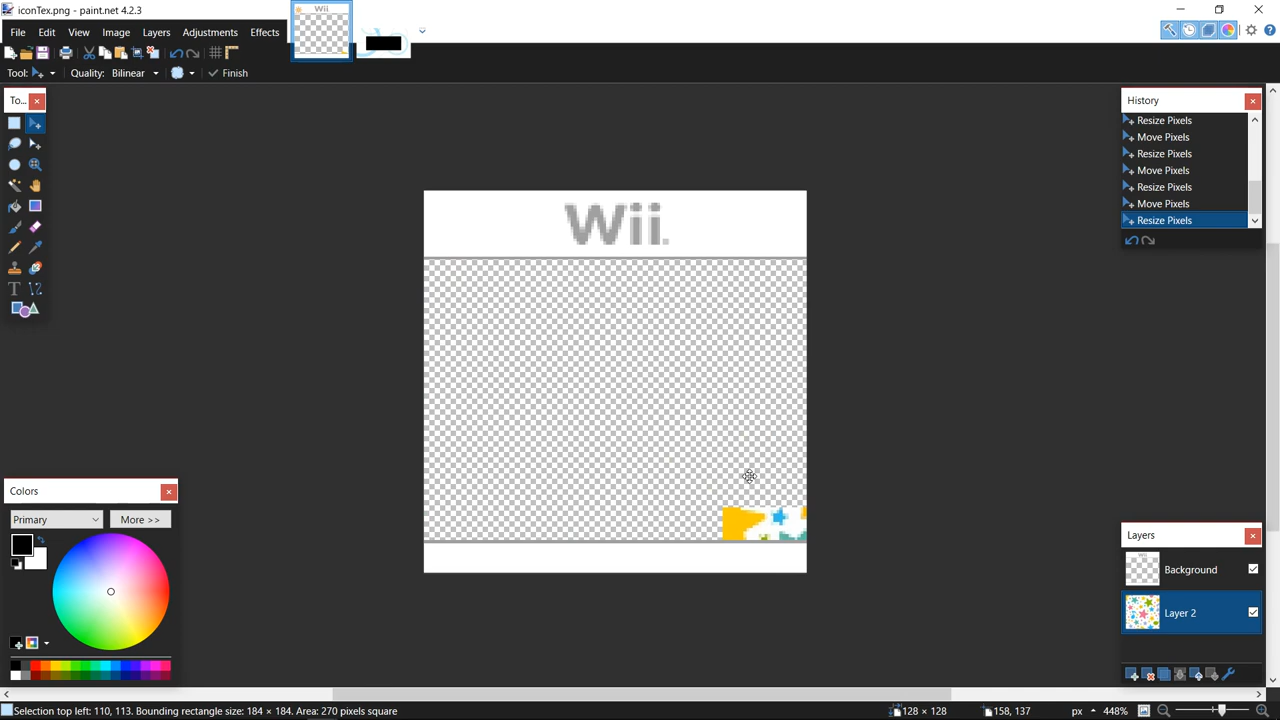 iconTex.png - paint.net 4.2.3
Wii
File Edit View Image Layers Adjustments Effects
Tool: Quality: Bilinear Finish
To...
History
Resize Pixels
Move Pixels
Resize Pixels
Move Pixels
Resize Pixels
Move Pixels
Resize Pixels
Wii.
Colors
Primary More >>
Layers
Background
Layer 2
Selection top left: 110, 113. Bounding rectangle size: 184 × 184. Area: 270 pixels square 128 × 128 158, 137 px 448%